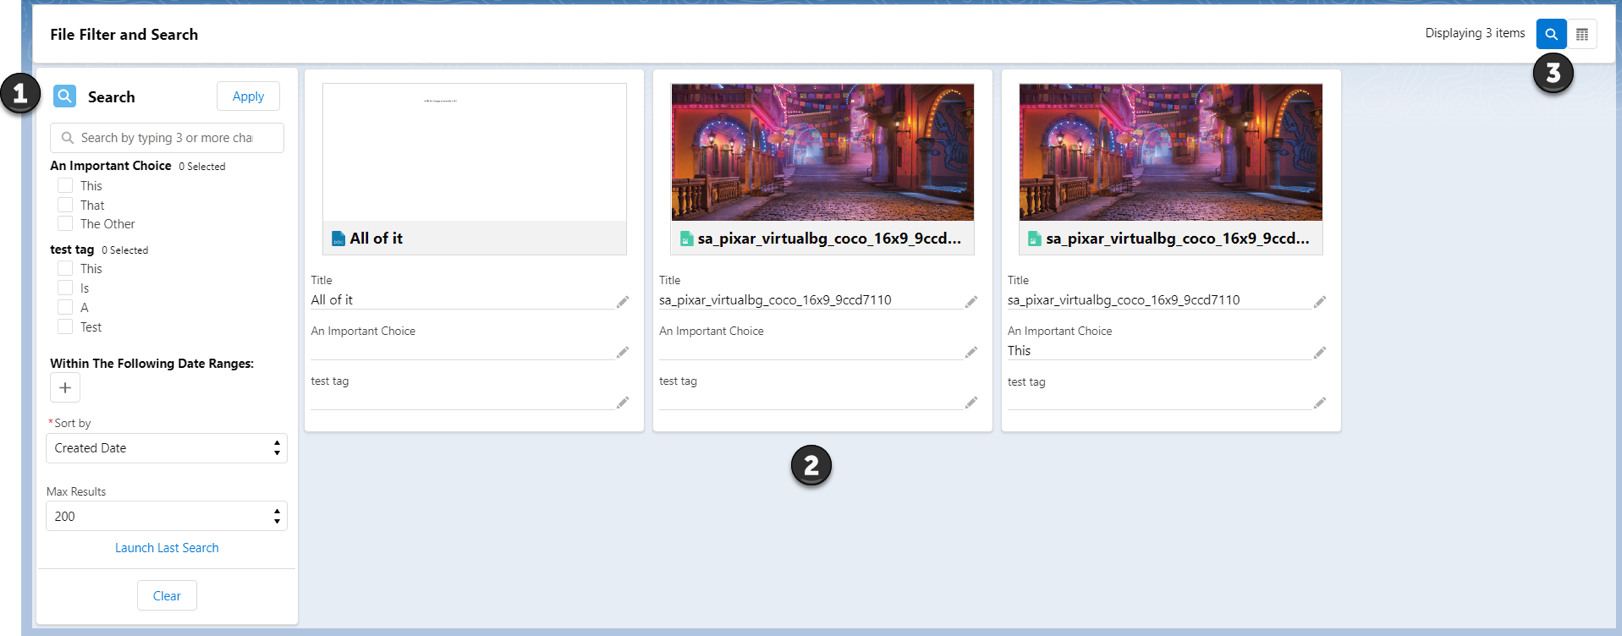 File Filter and Search
Displaying 3 items
1
3
Search
Apply
Search by typing 3 or more cha
An Important Choice 0 Selected
This
That
The Other
test tag 0 Selected
This
Is
A
Test
Within The Following Date Ranges:
+
*Sort by
Created Date
Max Results
200
Launch Last Search
Clear
All of it
Title
All of it
An Important Choice
test tag
sa_pixar_virtualbg_coco_16x9_9ccd...
Title
sa_pixar_virtualbg_coco_16x9_9ccd7110
An Important Choice
test tag
sa_pixar_virtualbg_coco_16x9_9ccd...
Title
sa_pixar_virtualbg_coco_16x9_9ccd7110
An Important Choice
This
test tag
2